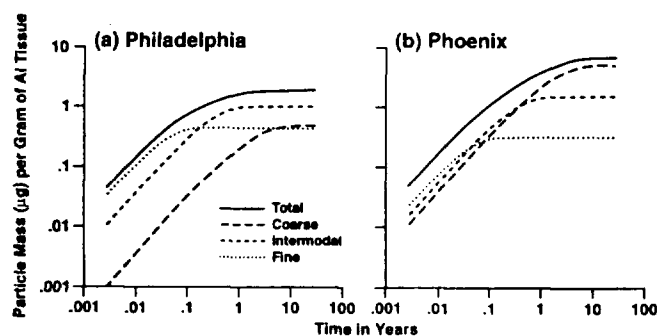 (a) Philadelphia
(b) Phoenix
Particle Mass (μg) per Gram of AI Tissue
10
1
.1
.01
.001
Total
Coarse
Intermodal
Fine
.001 .01 .1 1 10 100
.001 .01 .1 1 10 100
Time in Years